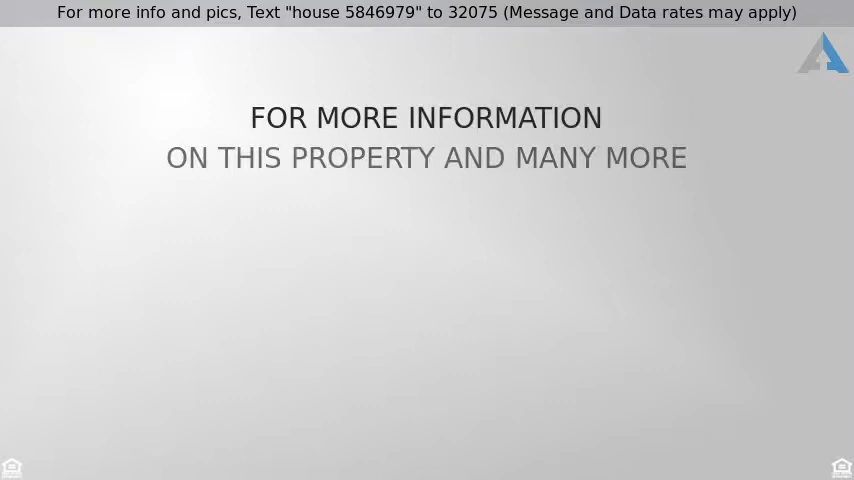 For more info and pics, Text "house 5846979" to 32075 (Message and Data rates may apply)
FOR MORE INFORMATION
ON THIS PROPERTY AND MANY MORE